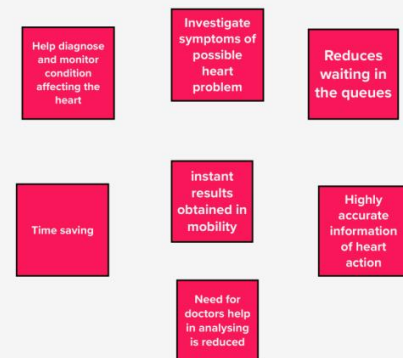 Help diagnose
and monitor
condition
affecting the
heart
Investigate
symptoms of
possible
heart
problem
Reduces
waiting in
the queues
Time saving
instant
results
obtained in
mobility
Highly
accurate
information
of heart
action
Need for
doctors help
in analysing
is reduced